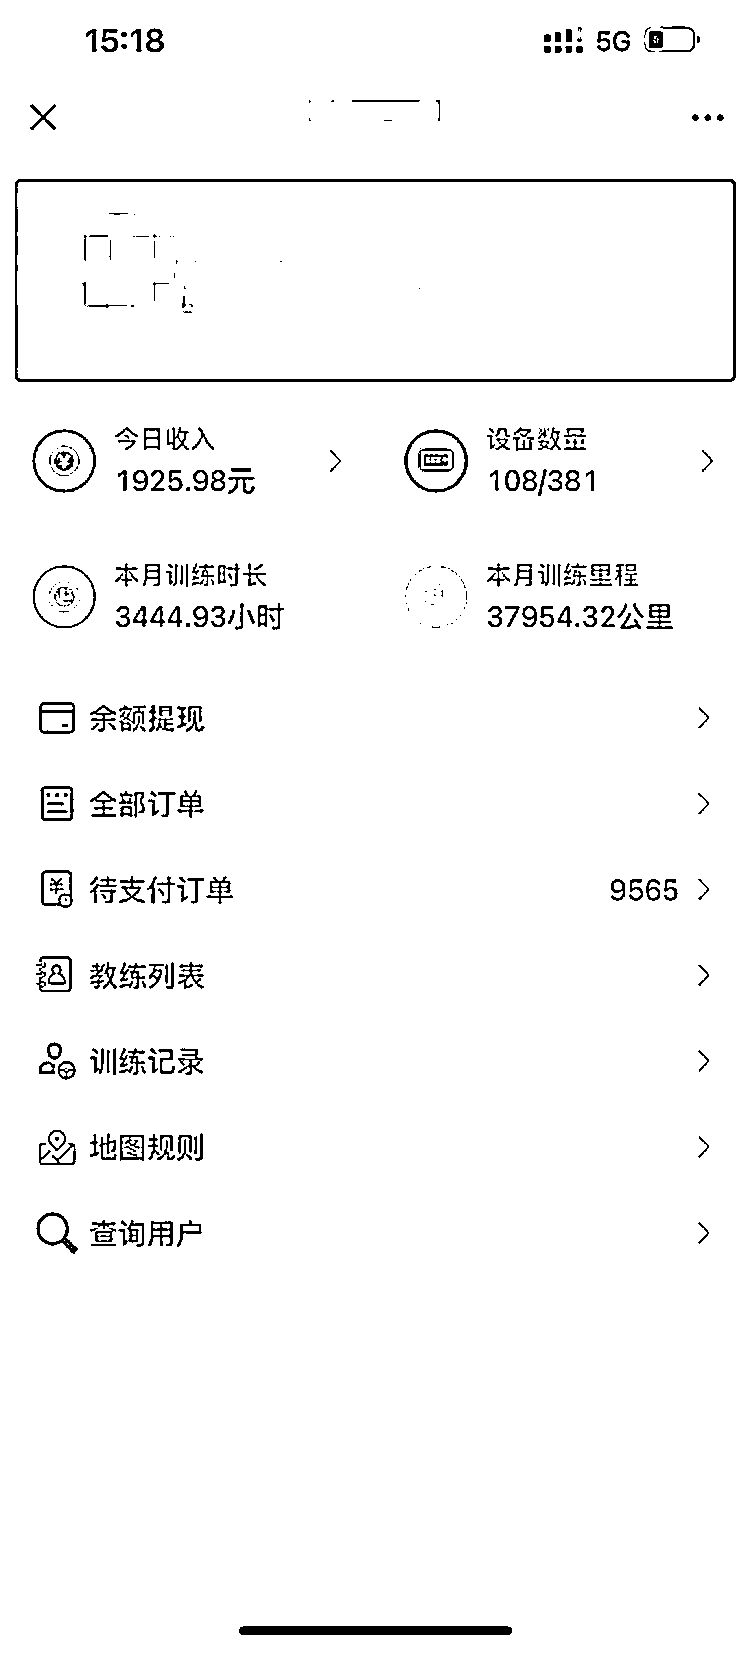 15:18
5G
今日收入
1925.98元
设备数量
108/381
本月训练时长
3444.93小时
本月训练里程
37954.32公里
余额提现
全部订单
待支付订单
9565
教练列表
训练记录
地图规则
查询用户